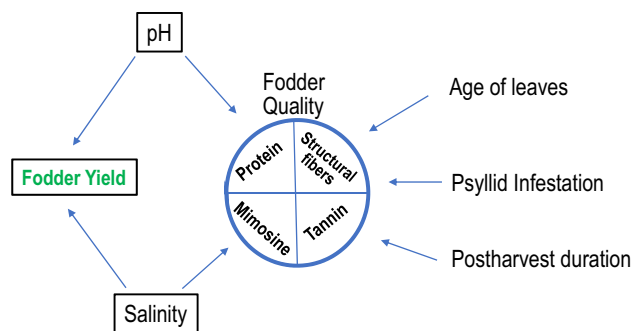 pH
Fodder
Quality
Age of leaves
Protein
Structural
fibers
Fodder Yield
Psyllid Infestation
Mimosine
Tannin
Postharvest duration
Salinity